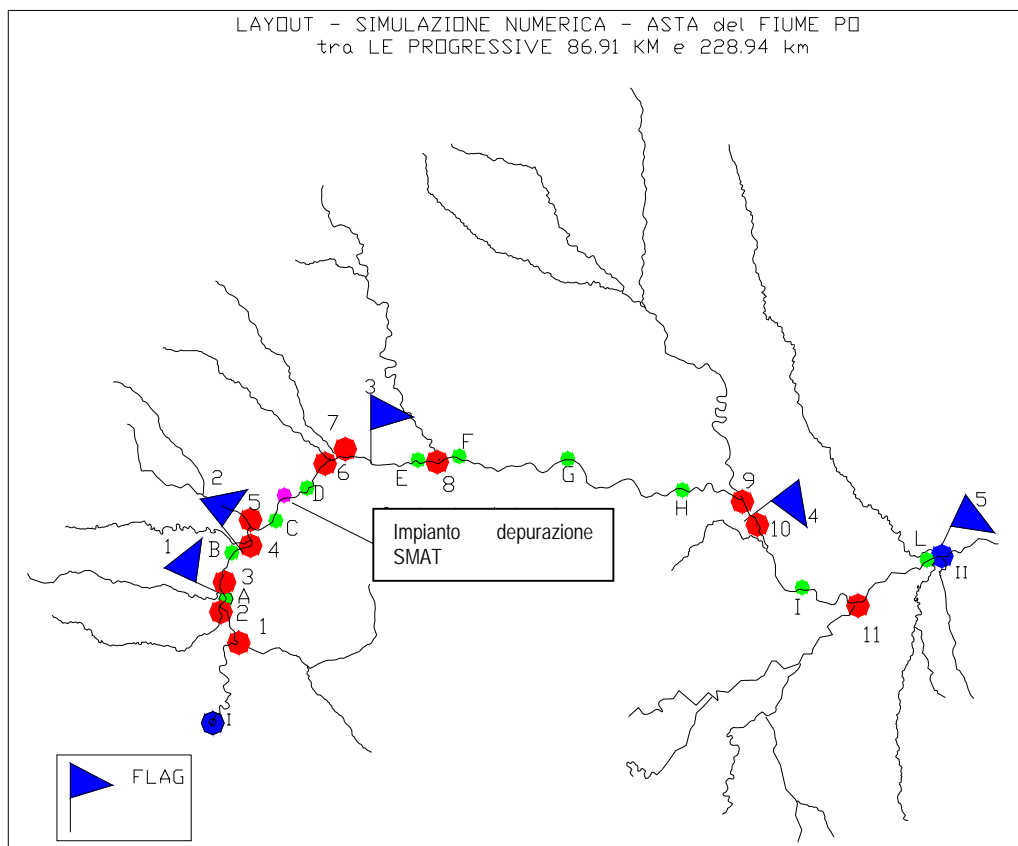 LAYOUT - SIMULAZIONE NUMERICA - ASTA del FIUME PO
tra LE PROGRESSIVE 86.91 KM e 228.94 km
3
7
F
6
E
8
G
2
D
H
9
5
C
10
4
5
Impianto depurazione
SMAT
1
B
4
L
II
3
A
2
I
11
1
I
FLAG